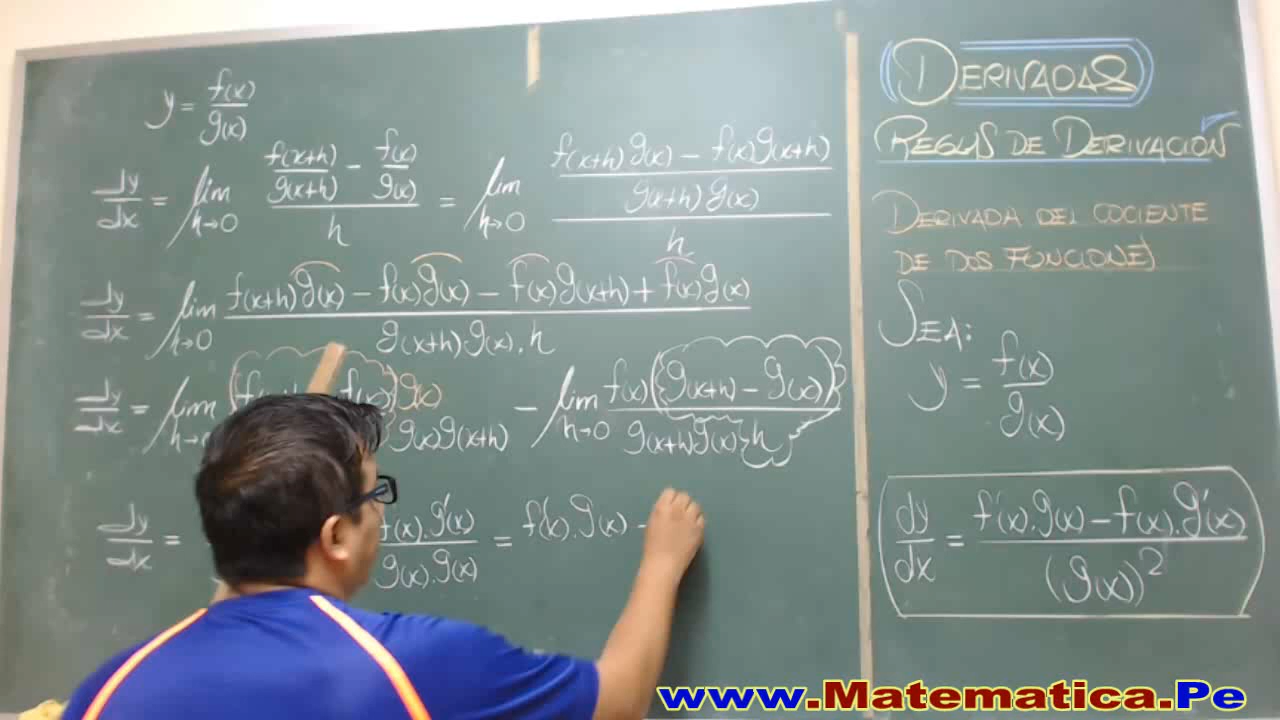 y = f(x)/g(x)
dy/dx = lim h→0 (f(x+h)/g(x+h) − f(x)/g(x))/h = lim h→0 ((f(x+h) g(x) − f(x) g(x+h))/(g(x+h) g(x)))/h
dy/dx = lim h→0 (f(x+h) g(x) − f(x) g(x) − f(x) g(x+h) + f(x) g(x))/(g(x+h) g(x) . h)
dy/dx = lim h→0 g(x) g(x) g(x+h) − lim h→0 f(x) {g(x+h) − g(x)}/(g(x+h) g(x) h)
dy/dx = f(x) . g'(x)/(g(x) . g(x)) = f'(x) . g(x) −
DERIVADAS
REGLAS DE DERIVACIÓN
DERIVADA DEL COCIENTE
DE DOS FUNCIONES
SEA:
y = f(x)/g(x)
dy/dx = (f'(x) . g(x) − f(x) . g'(x))/(g(x))²
www.Matematica.Pe